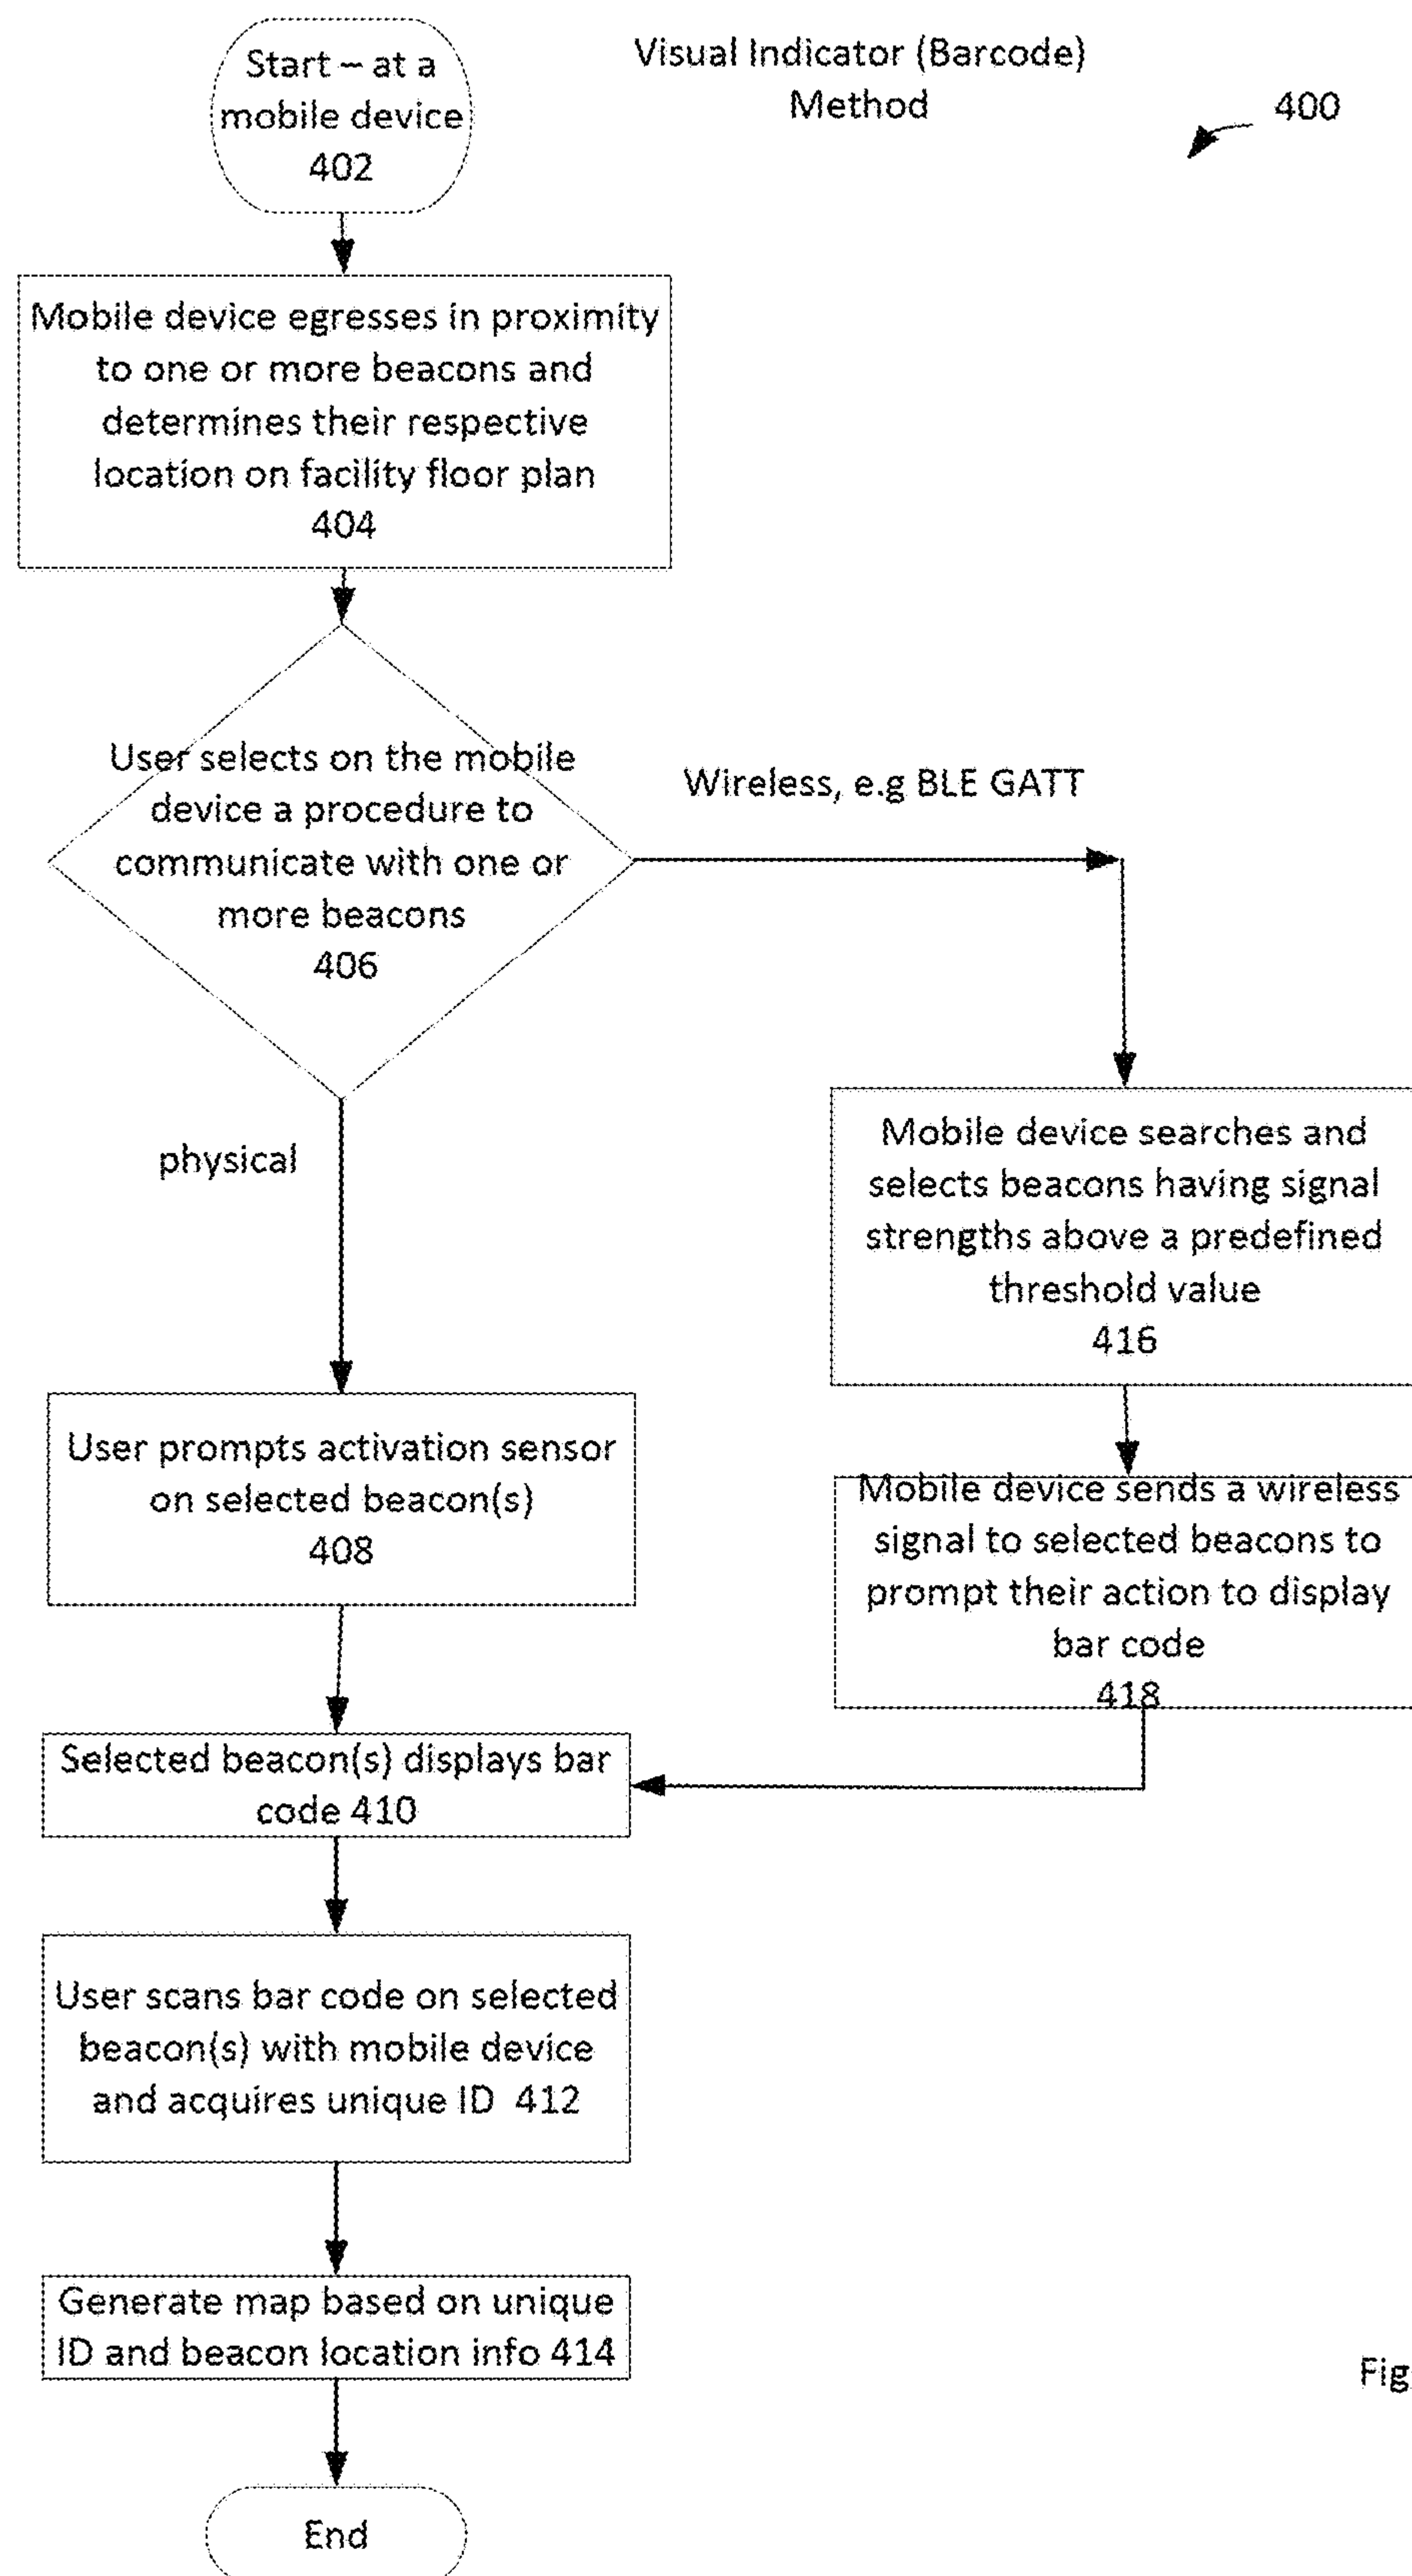 Start – at a
mobile device
402
Visual Indicator (Barcode)
Method
400
Mobile device egresses in proximity
to one or more beacons and
determines their respective
location on facility floor plan
404
User selects on the mobile
device a procedure to
communicate with one or
more beacons
406
Wireless, e.g BLE GATT
physical
Mobile device searches and
selects beacons having signal
strengths above a predefined
threshold value
416
User prompts activation sensor
on selected beacon(s)
408
Mobile device sends a wireless
signal to selected beacons to
prompt their action to display
bar code
418
Selected beacon(s) displays bar
code 410
User scans bar code on selected
beacon(s) with mobile device
and acquires unique ID 412
Generate map based on unique
ID and beacon location info 414
Fig
End